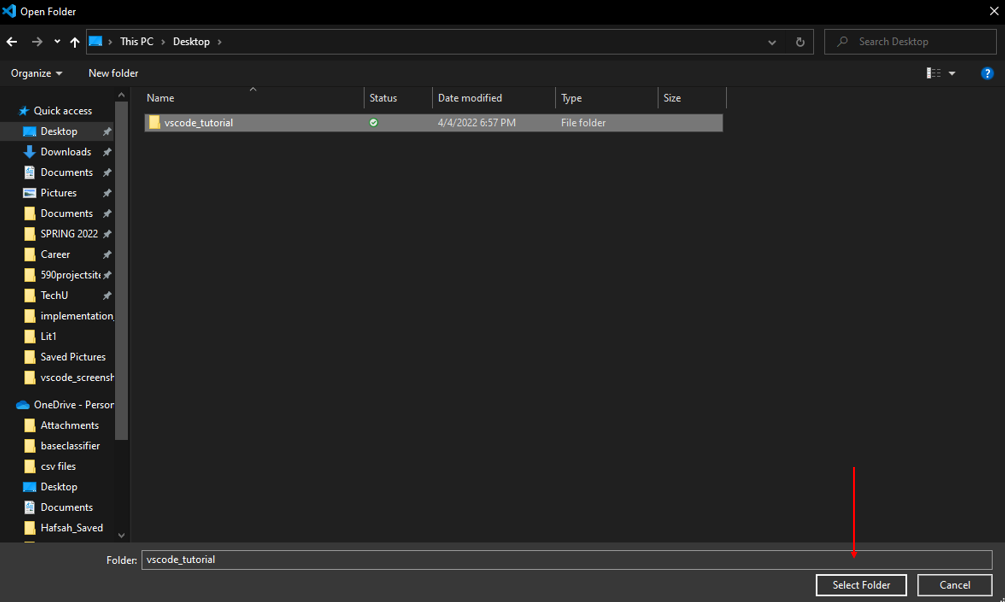 Open Folder
This PC Desktop Search Desktop
Organize New folder ?
Name Status Date modified Type Size
vscode_tutorial 4/4/2022 6:57 PM File folder
Quick access
Desktop
Downloads
Documents
Pictures
Documents
SPRING 2022
Career
590projectsite
TechU
implementation_
Lit1
Saved Pictures
vscode_screensh
OneDrive - Person
Attachments
baseclassifier
csv files
Desktop
Documents
Hafsah_Saved
Folder: vscode_tutorial
Select Folder Cancel